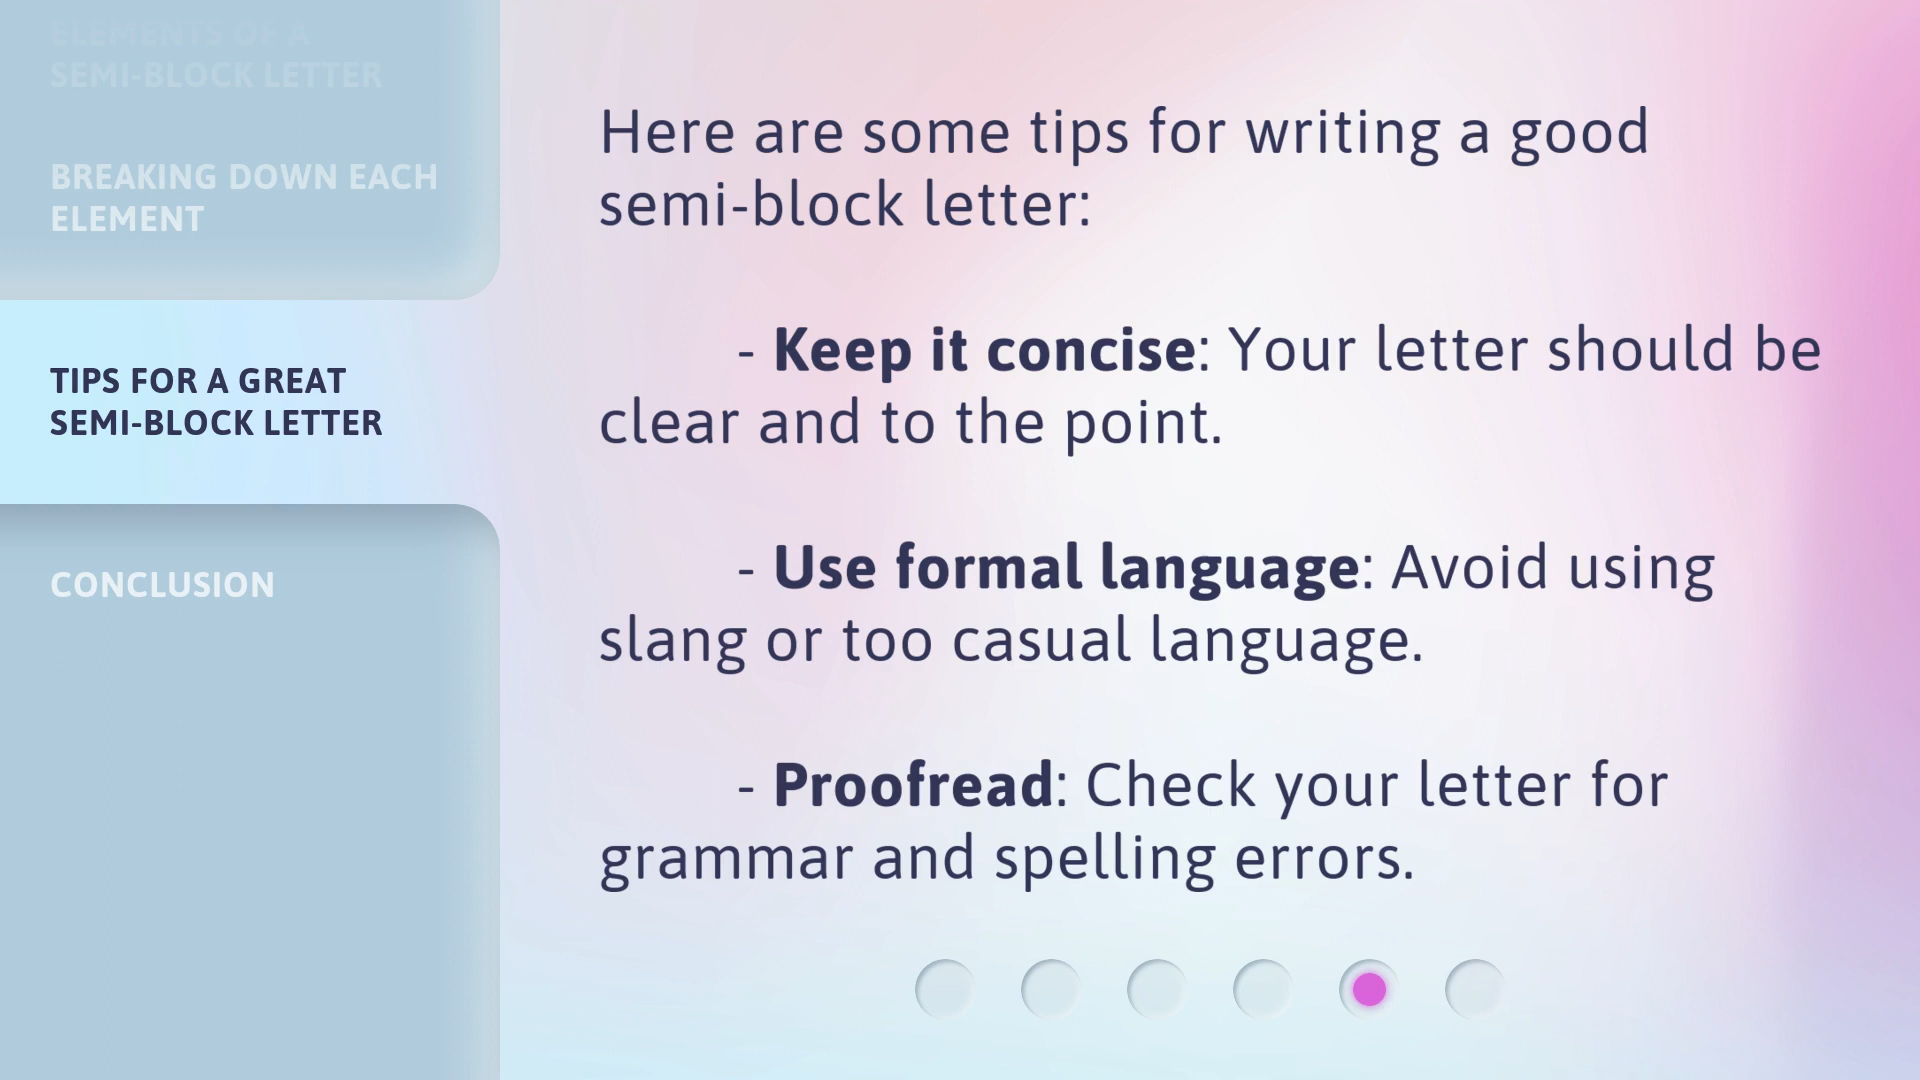 ELEMENTS OF A
SEMI-BLOCK LETTER
BREAKING DOWN EACH
ELEMENT
TIPS FOR A GREAT
SEMI-BLOCK LETTER
CONCLUSION
Here are some tips for writing a good
semi-block letter:
- Keep it concise: Your letter should be
clear and to the point.
- Use formal language: Avoid using
slang or too casual language.
- Proofread: Check your letter for
grammar and spelling errors.